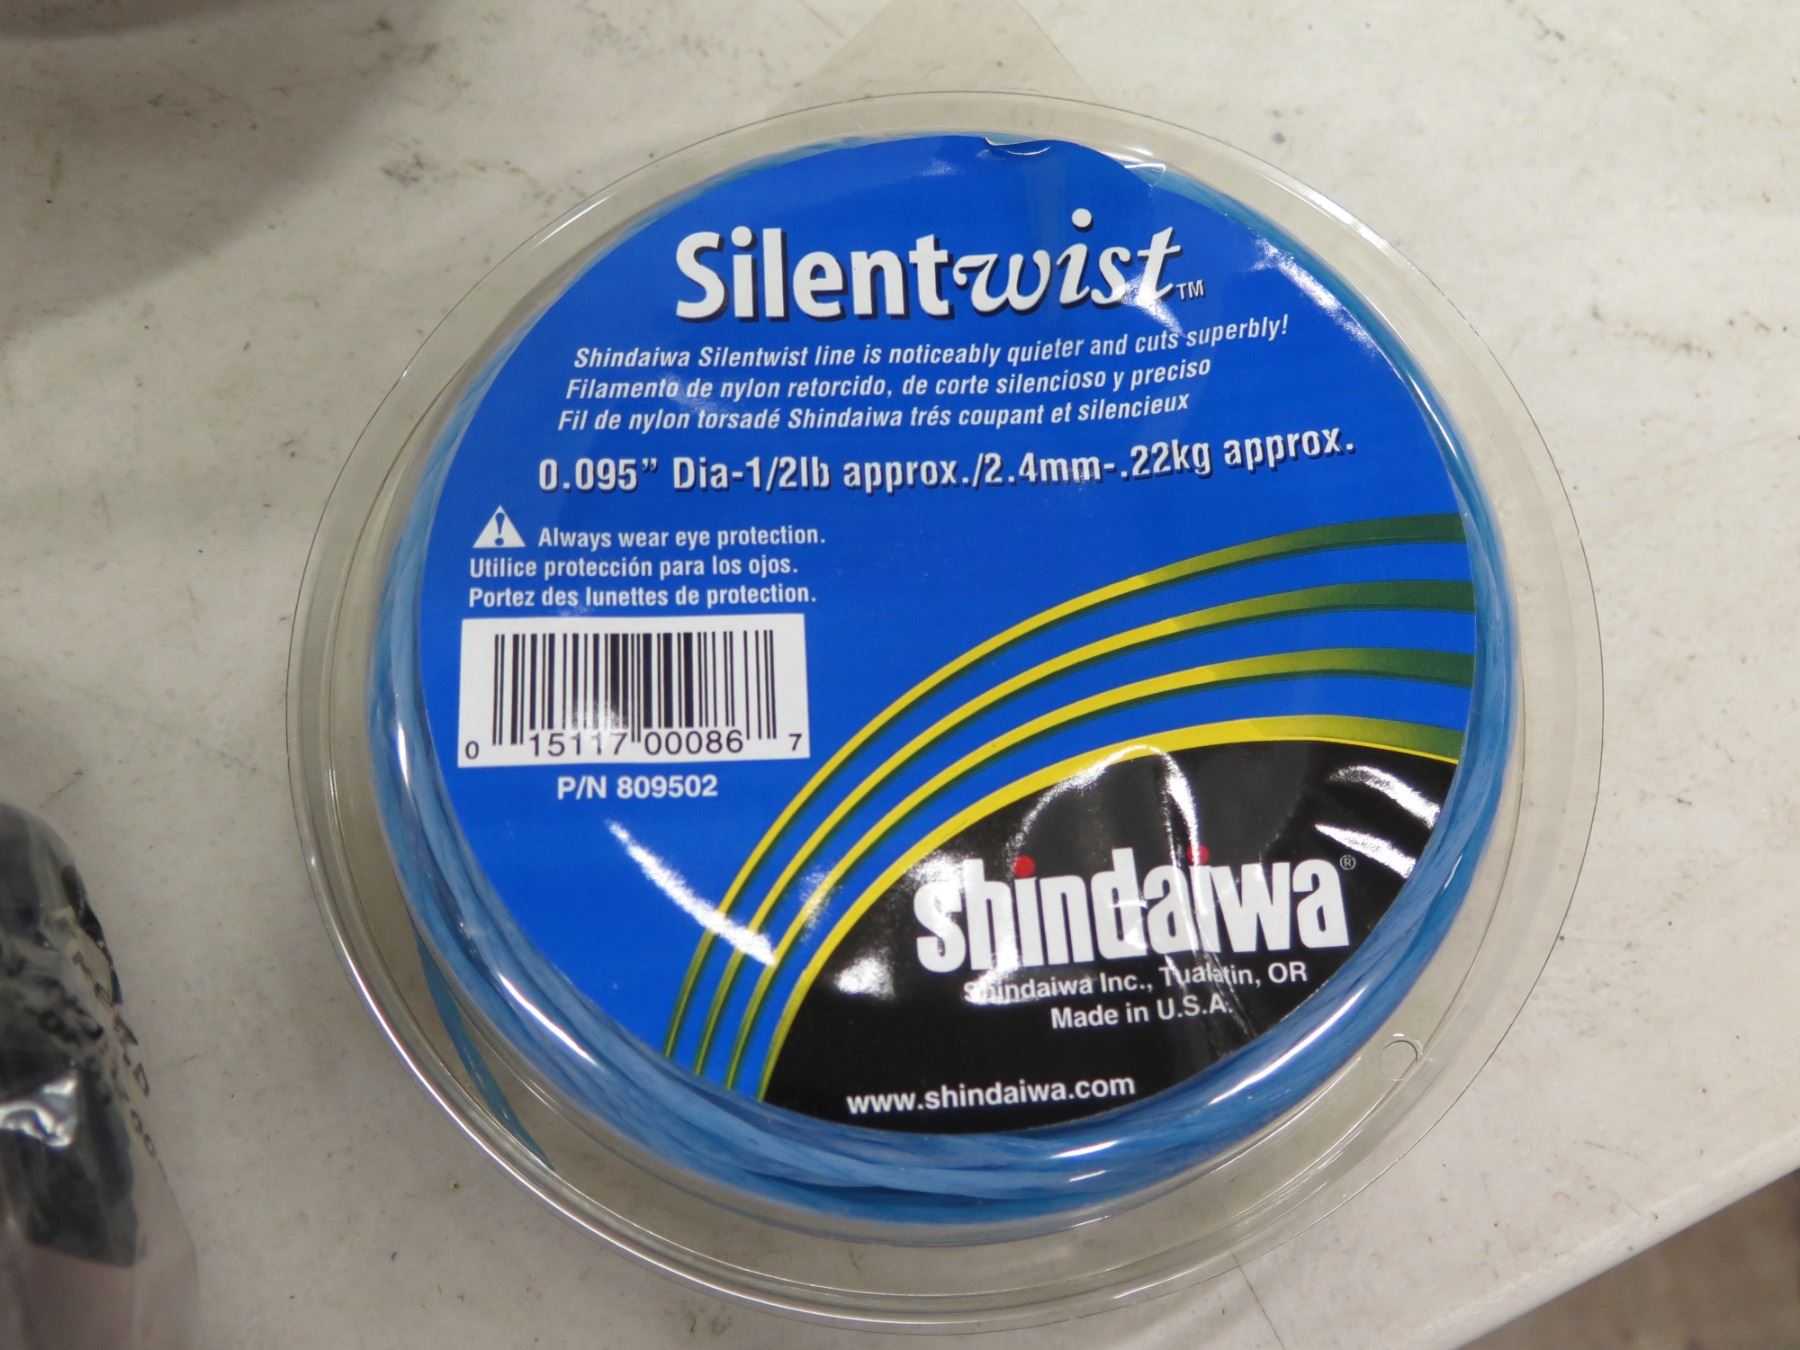 Silentwist™
Shindaiwa Silentwist line is noticeably quieter and cuts superbly!
Filamento de nylon retorcido, de corte silencioso y preciso
Fil de nylon torsadé Shindaiwa trés coupant et silencieux
0.095” Dia-1/2lb approx./2.4mm-.22kg approx.
Always wear eye protection.
Utilice protección para los ojos.
Portez des lunettes de protection.
0 15117 00086 7
P/N 809502
shindaiwa®
Shindaiwa Inc., Tualatin, OR
Made in U.S.A.
www.shindaiwa.com